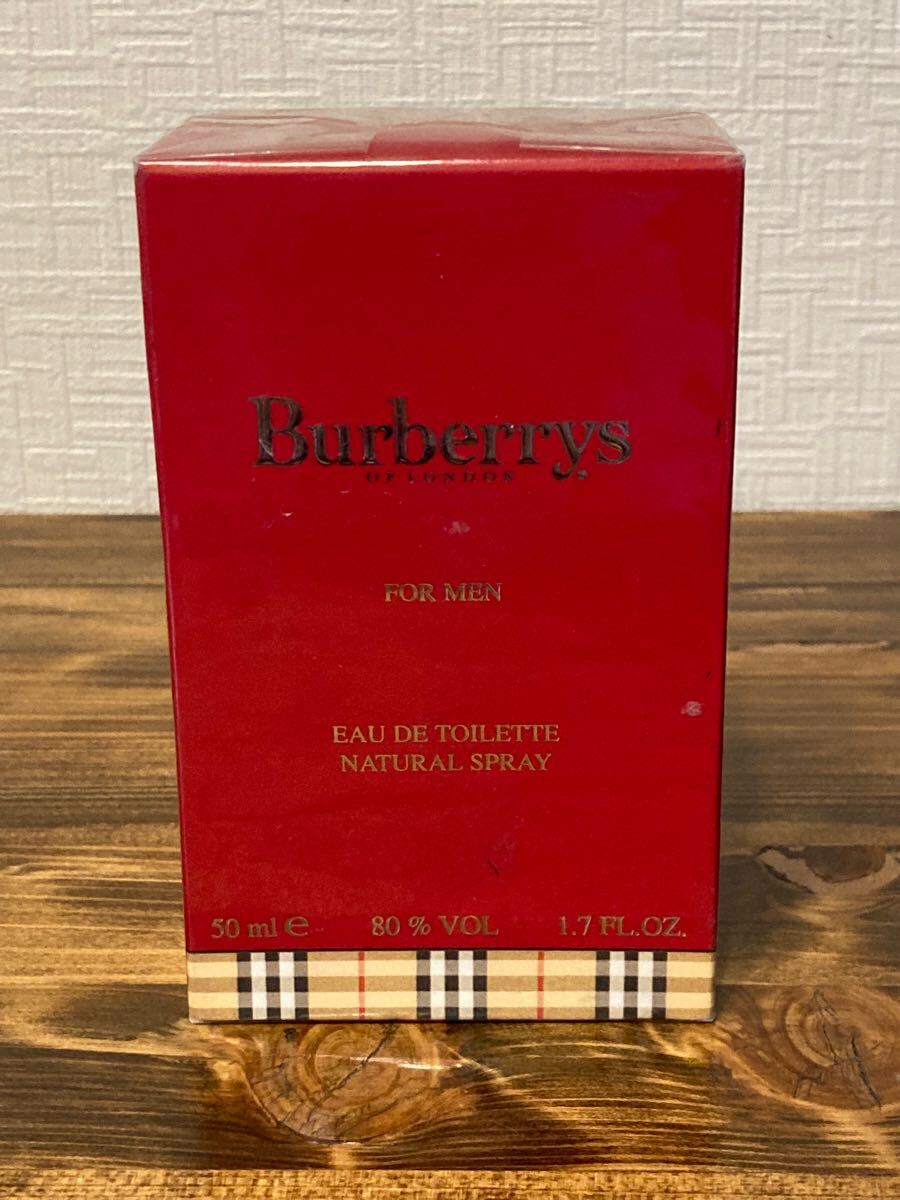 Burberrys
OF LONDON
FOR MEN
EAU DE TOILETTE
NATURAL SPRAY
50 ml ℮ 80 % VOL 1.7 FL.OZ.